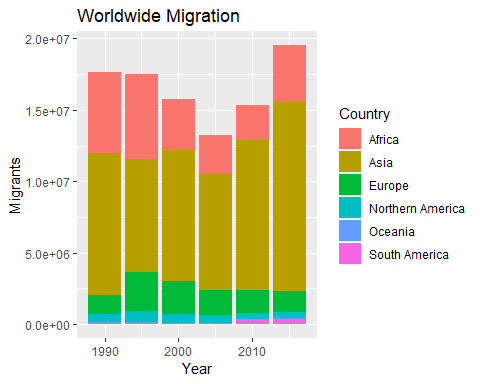 Worldwide Migration
2.0e+07
1.5e+07
1.0e+07
5.0e+06
0.0e+00
Migrants
1990
2000
2010
Year
Country
Africa
Asia
Europe
Northern America
Oceania
South America